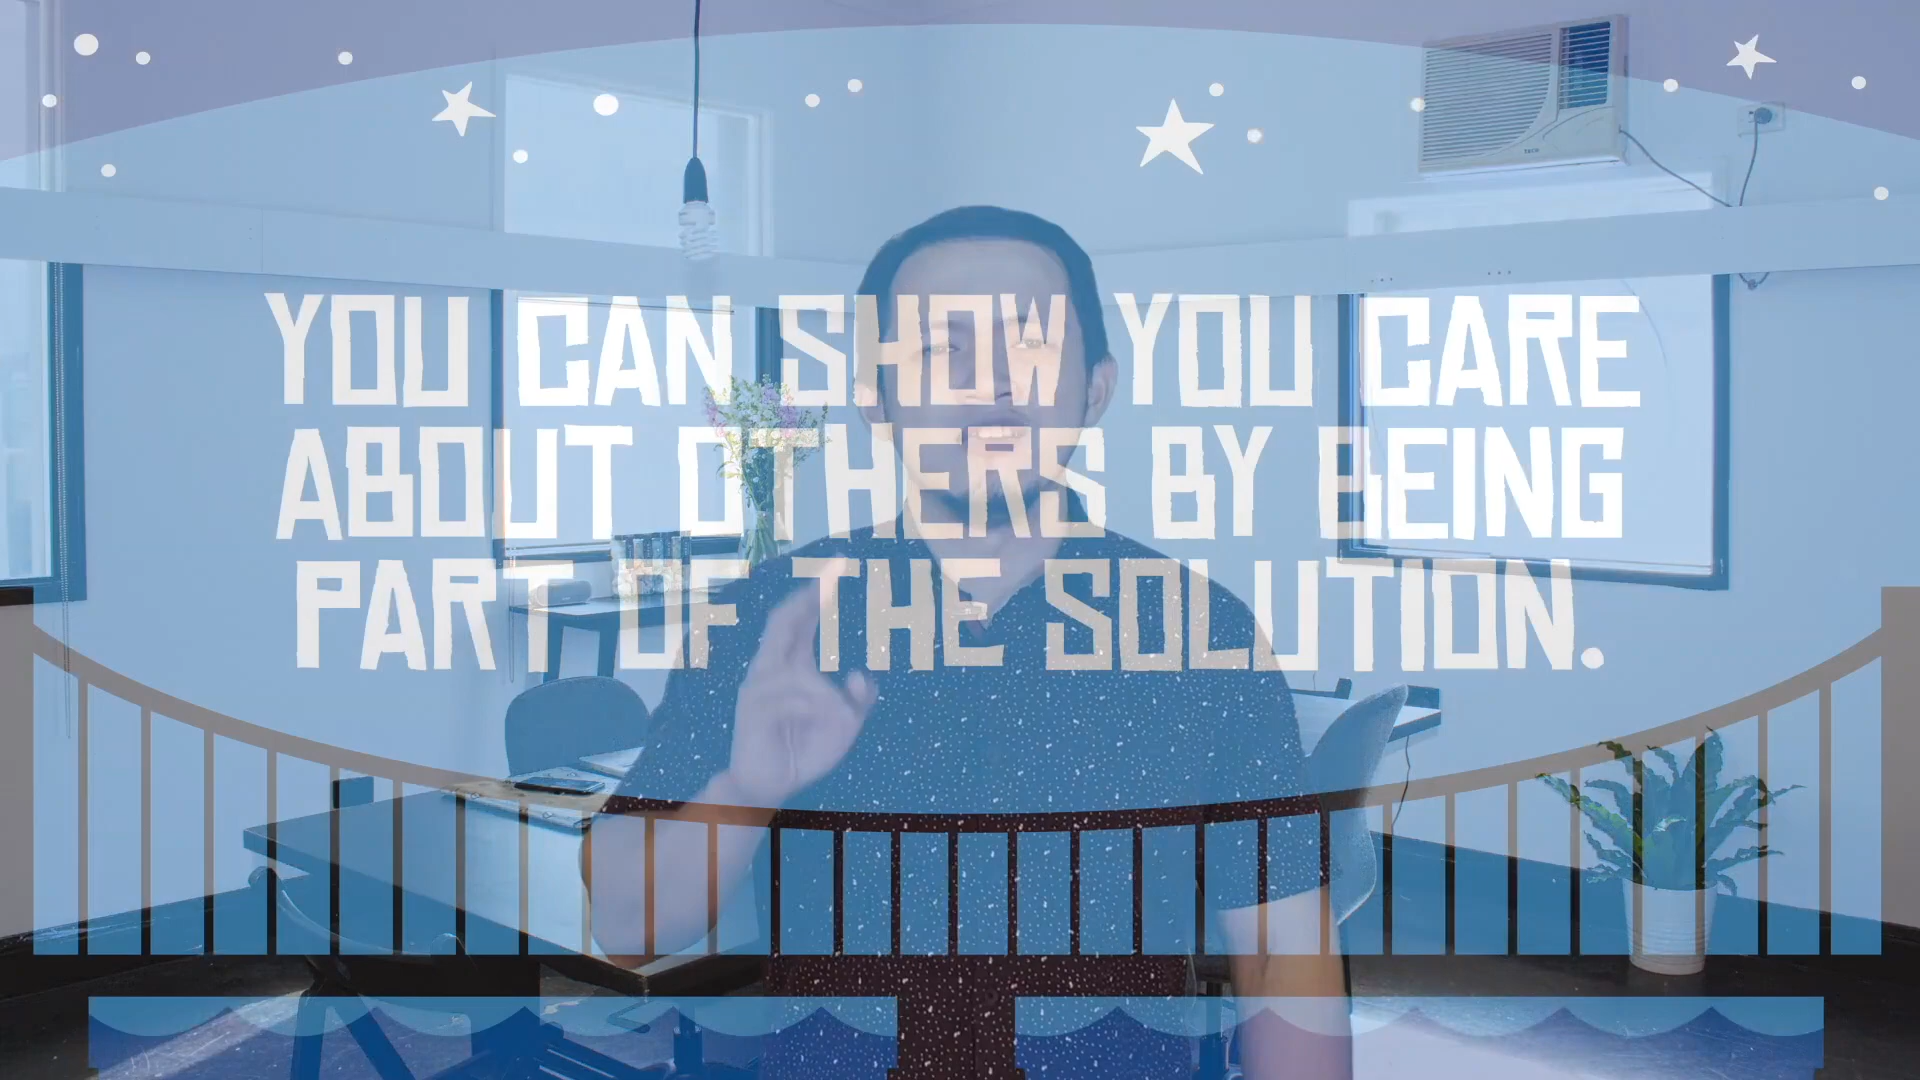 YOU CAN SHOW YOU CARE
ABOUT OTHERS BY BEING
PART OF THE SOLUTION.